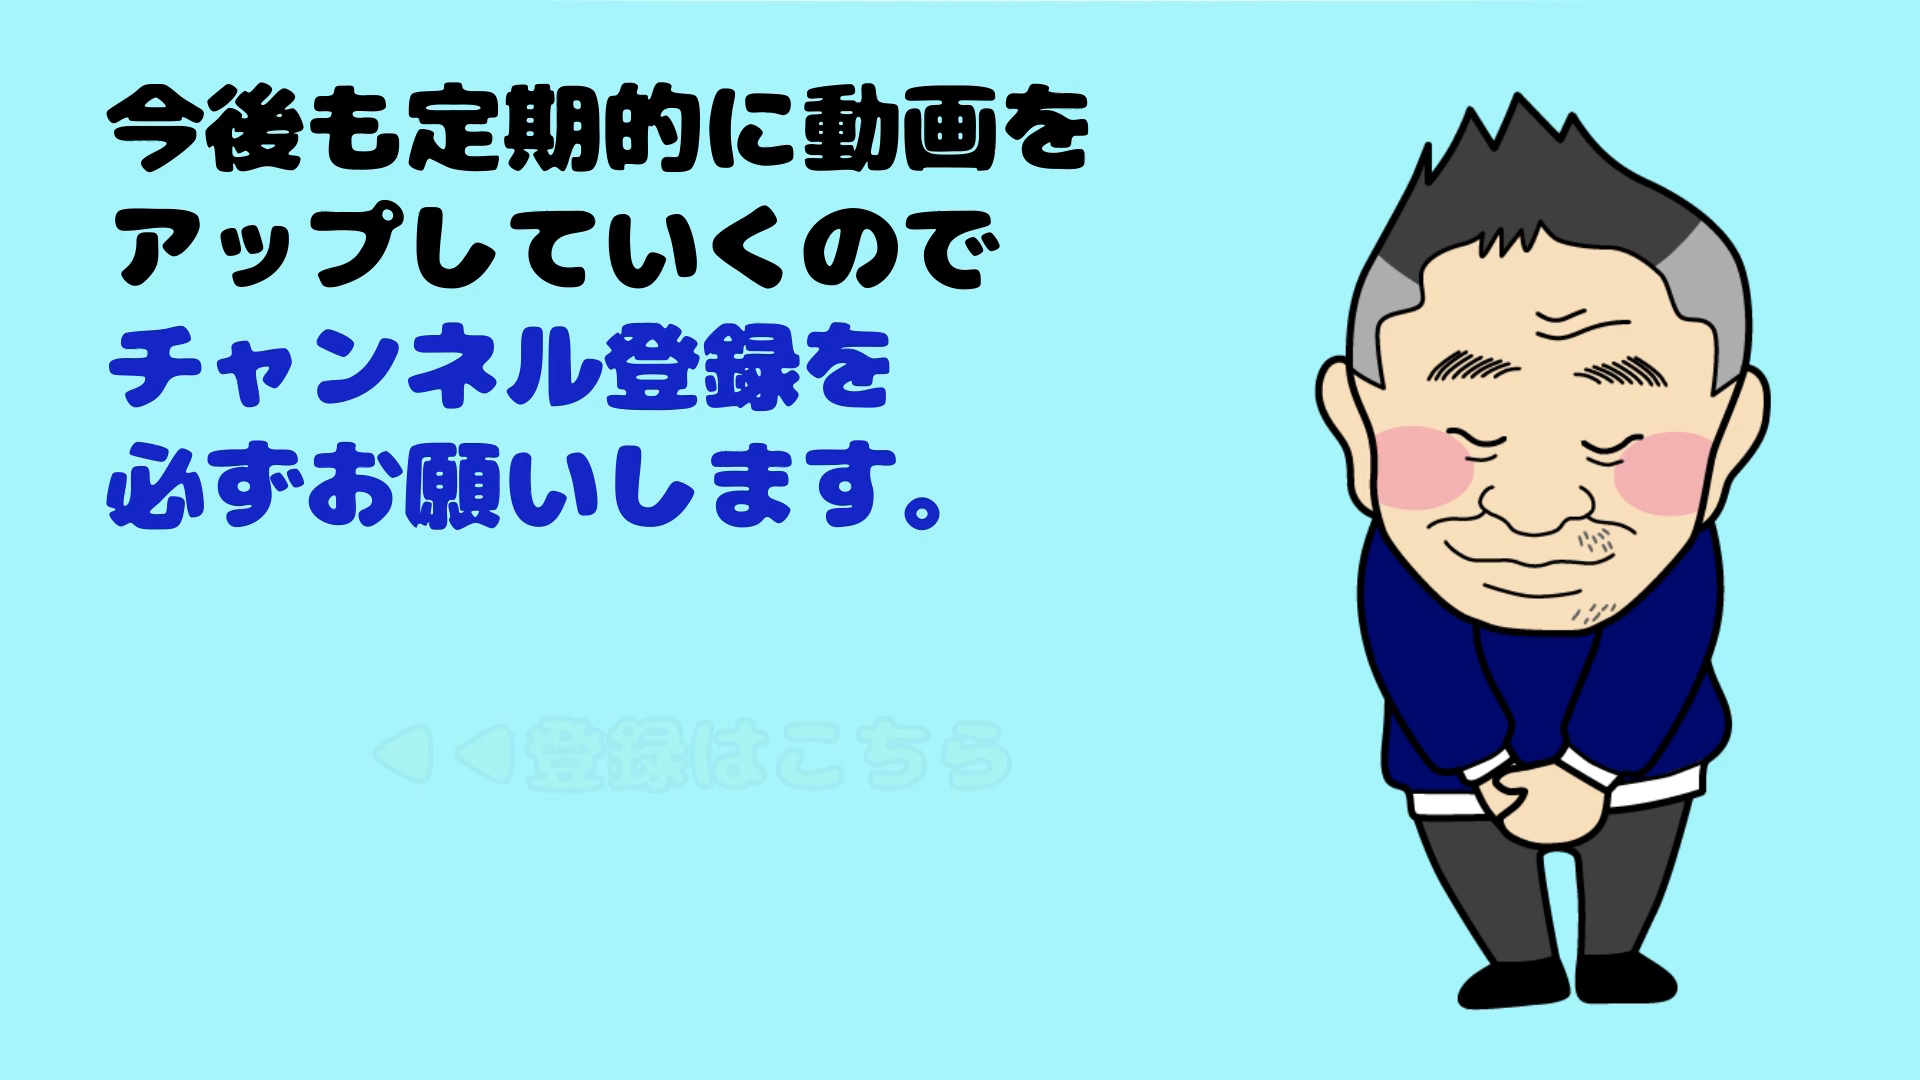 今後も定期的に動画を
アップしていくので
チャンネル登録を
必ずお願いします。
◀◀登録はこちら